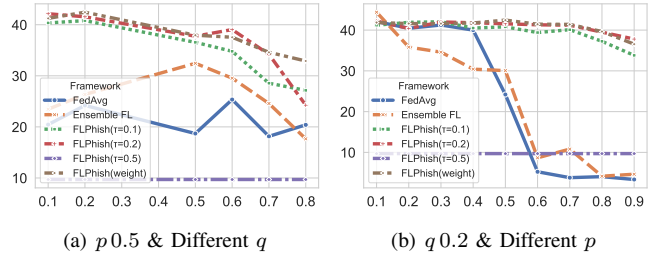 40
30
20
10
0.1 0.2 0.3 0.4 0.5 0.6 0.7 0.8
Framework
FedAvg
Ensemble FL
FLPhish(τ=0.1)
FLPhish(τ=0.2)
FLPhish(τ=0.5)
FLPhish(weight)
(a) p 0.5 & Different q
40
30
20
10
0.1 0.2 0.3 0.4 0.5 0.6 0.7 0.8 0.9
Framework
FedAvg
Ensemble FL
FLPhish(τ=0.1)
FLPhish(τ=0.2)
FLPhish(τ=0.5)
FLPhish(weight)
(b) q 0.2 & Different p